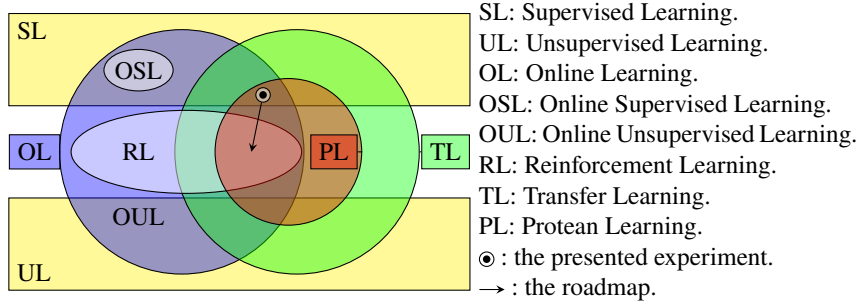 SL
OSL
OL
RL
PL
TL
OUL
UL
SL: Supervised Learning.
UL: Unsupervised Learning.
OL: Online Learning.
OSL: Online Supervised Learning.
OUL: Online Unsupervised Learning.
RL: Reinforcement Learning.
TL: Transfer Learning.
PL: Protean Learning.
: the presented experiment.
: the roadmap.